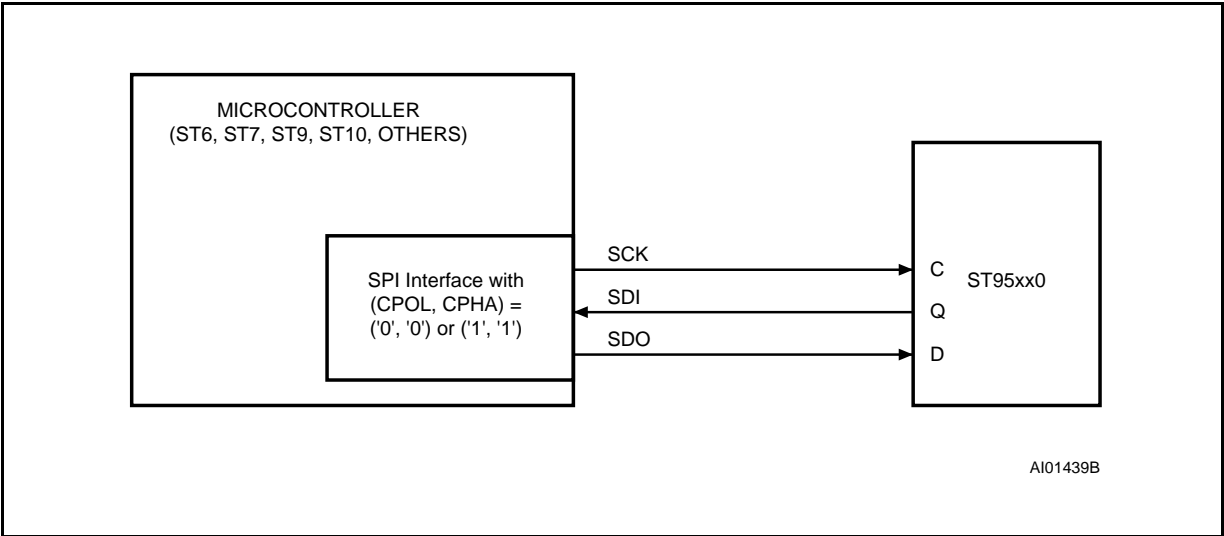 MICROCONTROLLER
(ST6, ST7, ST9, ST10, OTHERS)
SPI Interface with
(CPOL, CPHA) =
('0', '0') or ('1', '1')
SCK
SDI
SDO
C
Q
D
ST95xx0
AI01439B